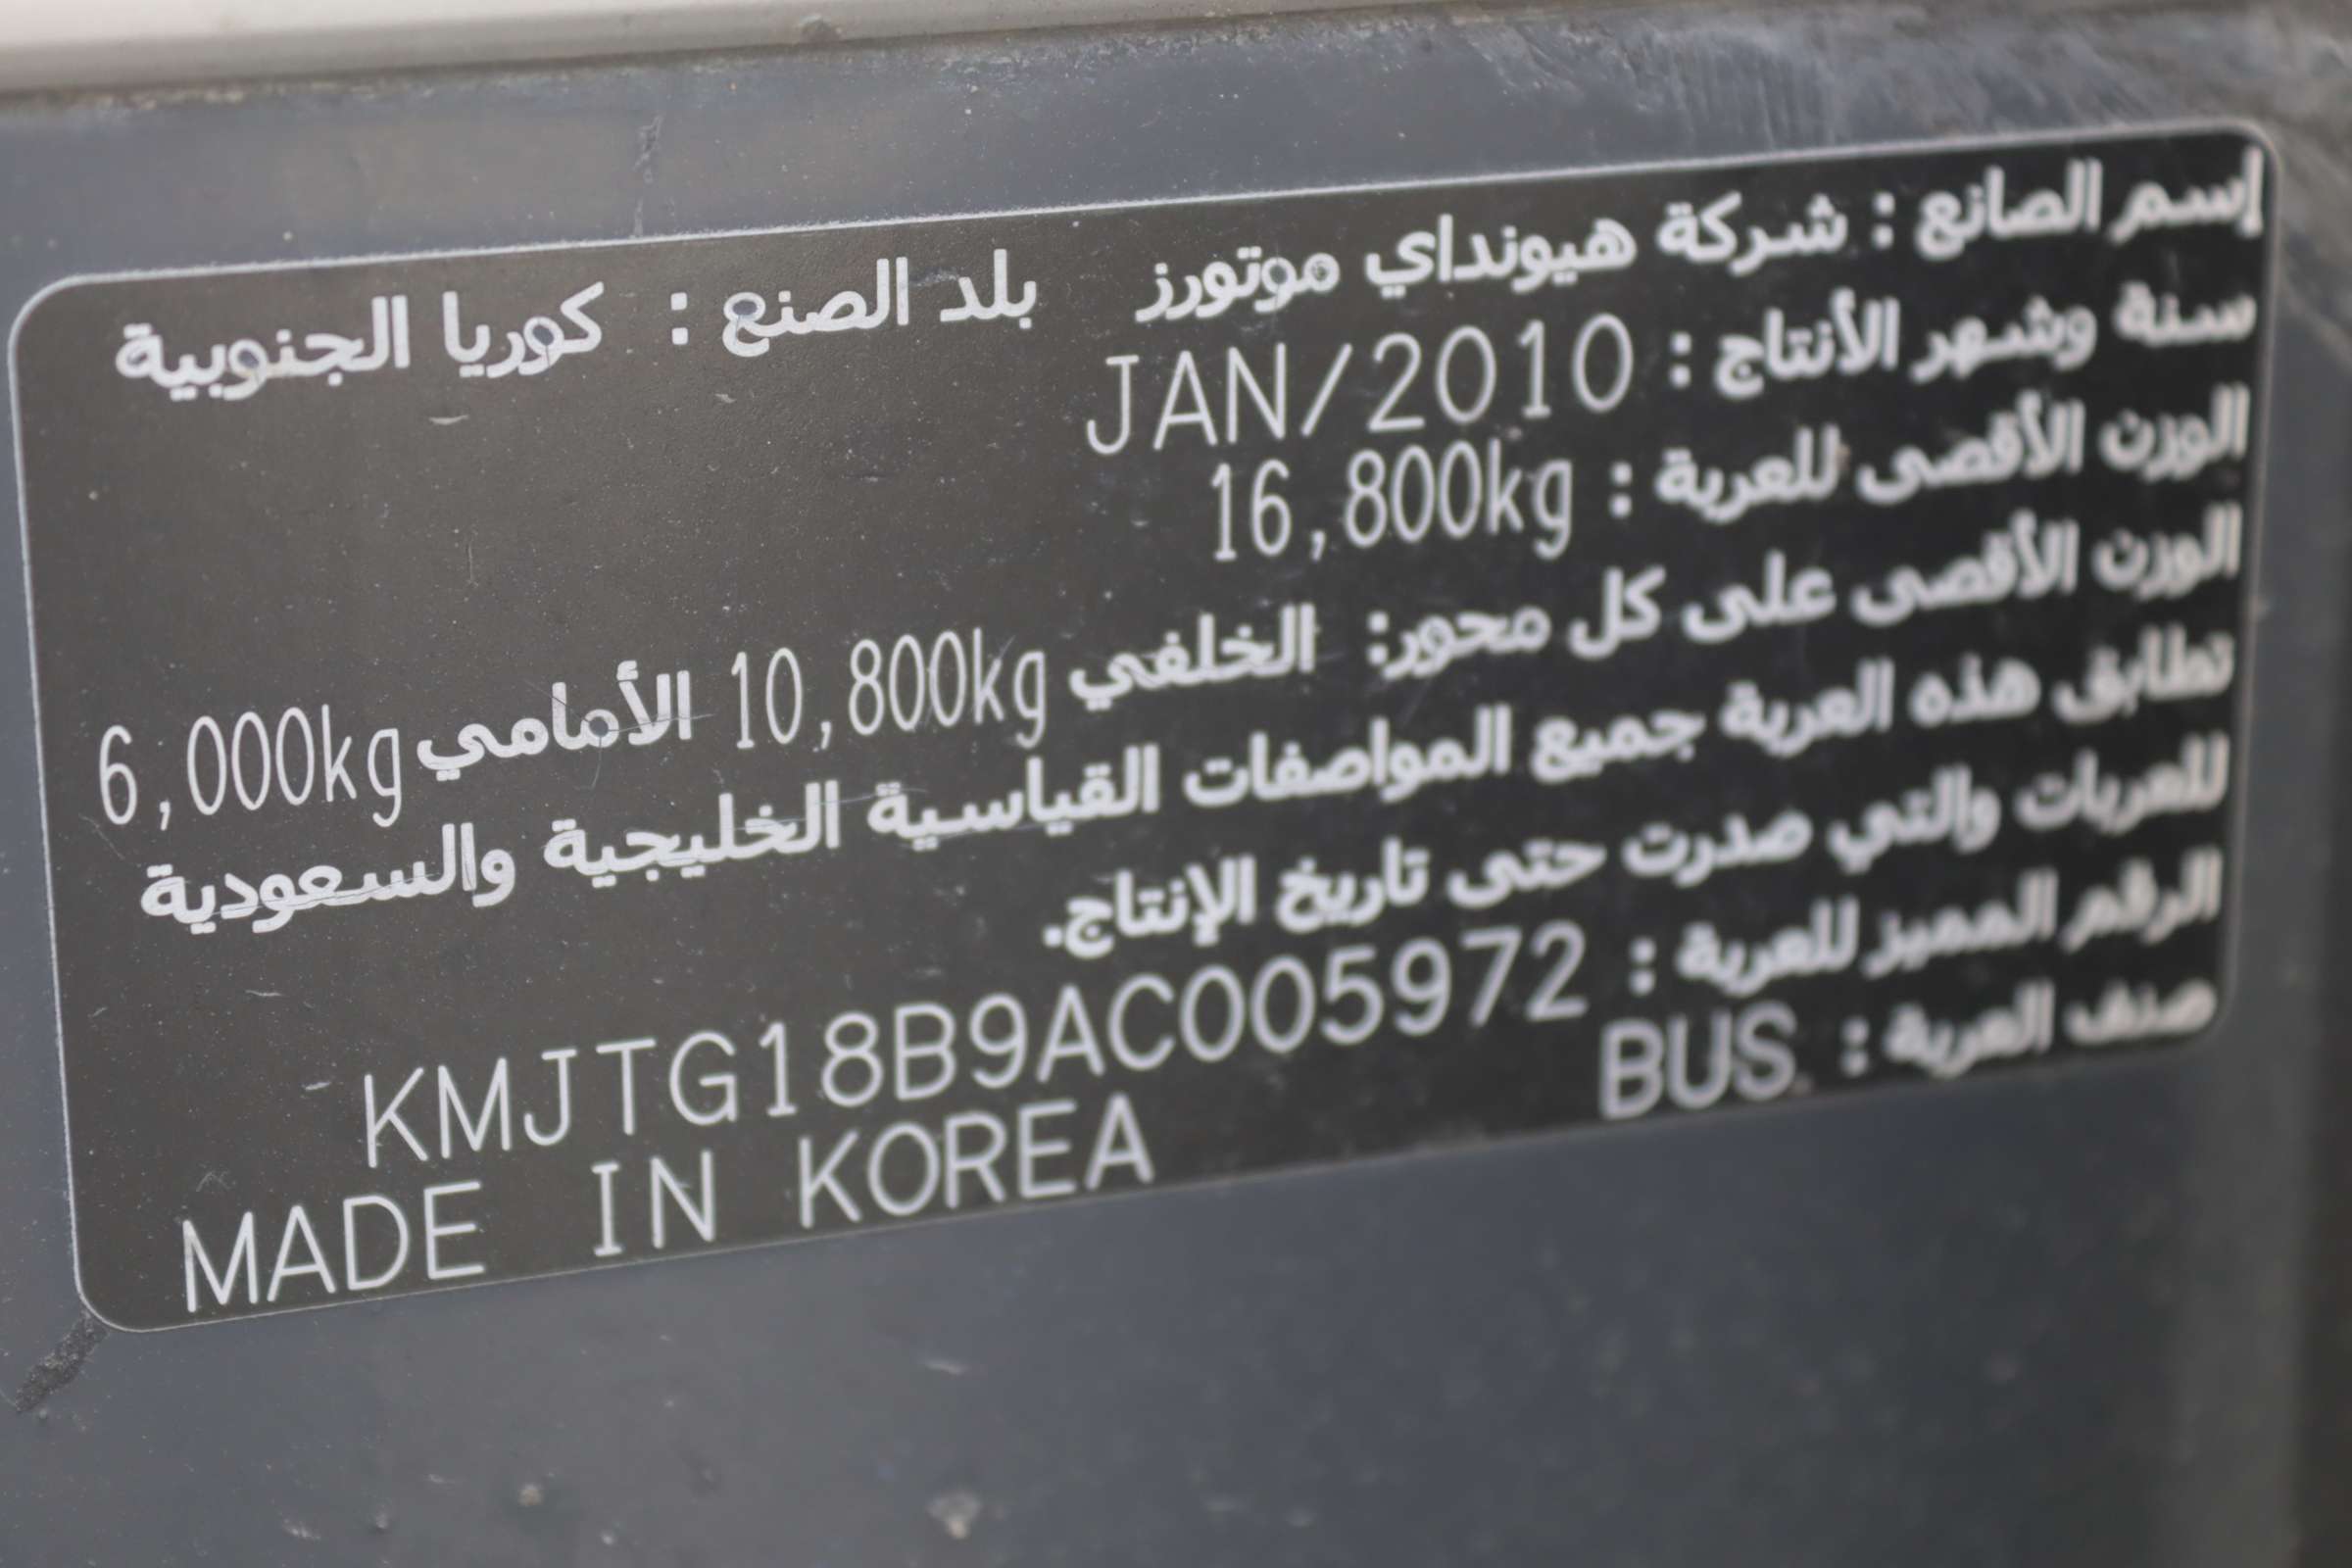 إسم الصانع : شركة هيونداي موتورز بلد الصنع : كوريا الجنوبية
سنة وشهر الأنتاج : JAN/2010
الوزن الأقصى للعربة : 16,800kg
الوزن الأقصى على كل محور: الخلفي 10,800kg الأمامي 6,000kg
تطابق هذه العربة جميع المواصفات القياسية الخليجية والسعودية
للعربات والتي صدرت حتى تاريخ الإنتاج.
الرقم المميز للعربة : KMJTG18B9AC005972
صنف العربة : BUS MADE IN KOREA